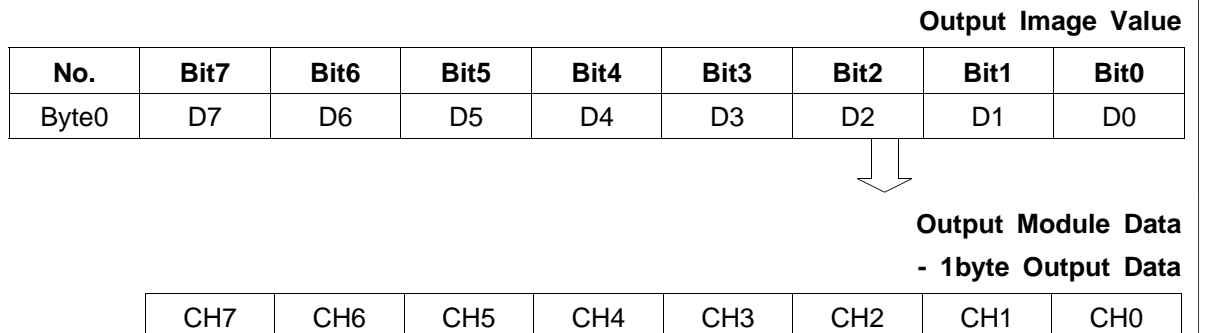 Output Image Value
No. Bit7 Bit6 Bit5 Bit4 Bit3 Bit2 Bit1 Bit0
Byte0 D7 D6 D5 D4 D3 D2 D1 D0
Output Module Data
- 1byte Output Data
CH7 CH6 CH5 CH4 CH3 CH2 CH1 CH0